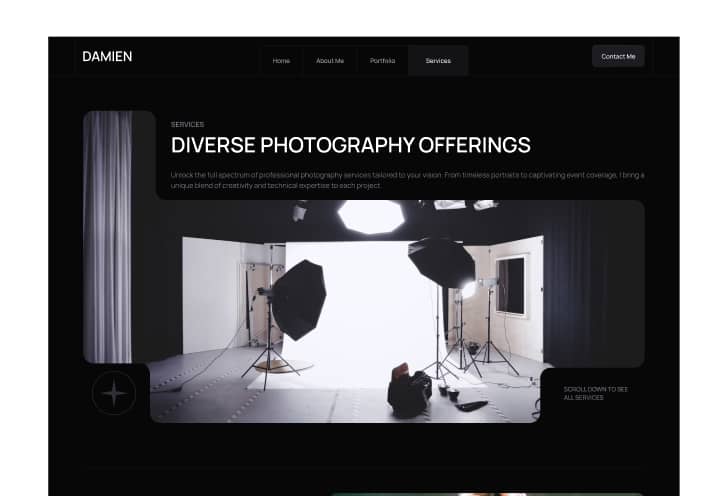 DAMIEN
Home
About Me
Portfolio
Services
Contact Me
SERVICES
DIVERSE PHOTOGRAPHY OFFERINGS
Unlock the full spectrum of professional photography services tailored to your vision. From timeless portraits to captivating event coverage, I bring a
unique blend of creativity and technical expertise to each project.
SCROLL DOWN TO SEE
ALL SERVICES